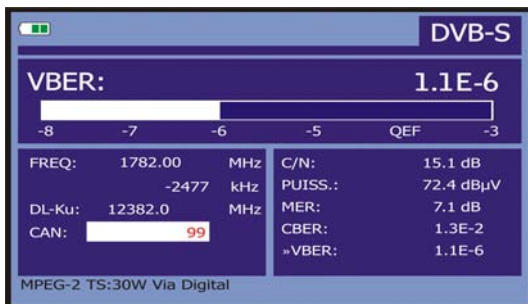 DVB-S
VBER: 1.1E-6
-8 -7 -6 -5 QEF -3
FREQ: 1782.00 MHz
-2477 kHz
DL-Ku: 12382.0 MHz
CAN: 99
C/N: 15.1 dB
PUISS.: 72.4 dBµV
MER: 7.1 dB
CBER: 1.3E-2
»VBER: 1.1E-6
MPEG-2 TS:30W Via Digital